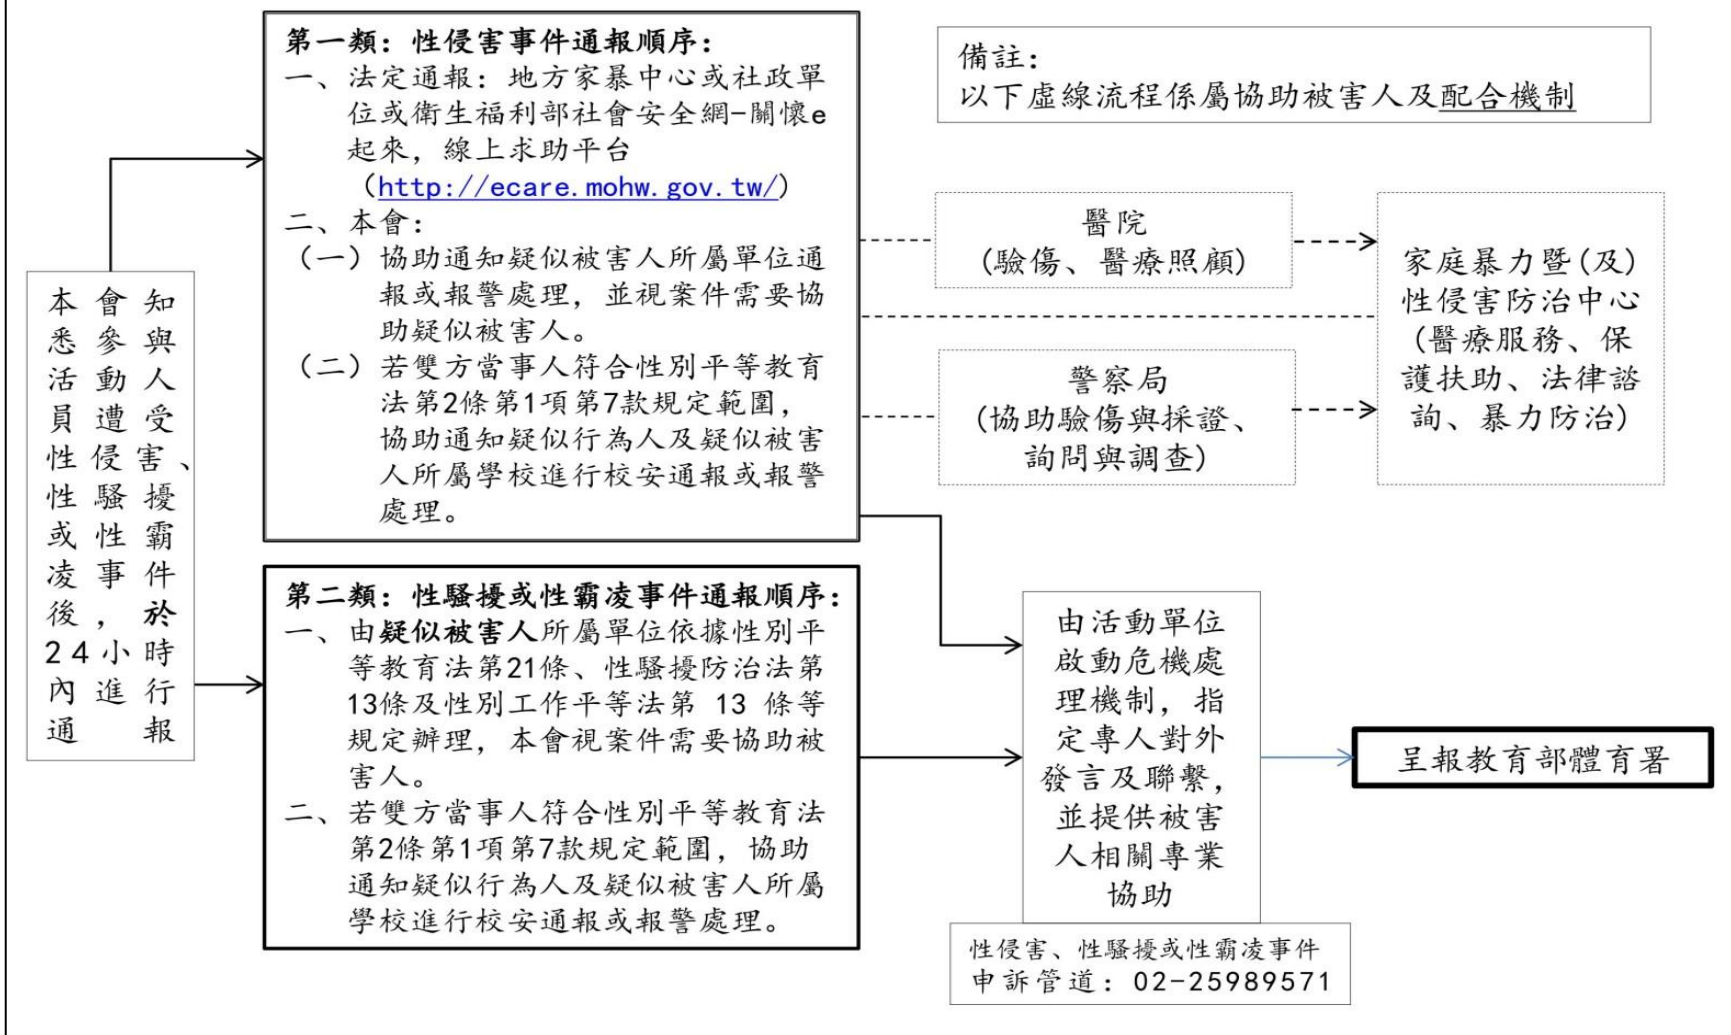 本會知
悉參與
活動人
員遭受
性侵害、
性騷擾
或性霸
凌事件
後，於
24小時
內進行
通報
第一類：性侵害事件通報順序：
一、法定通報：地方家暴中心或社政單
位或衛生福利部社會安全網-關懷e
起來，線上求助平台
（http://ecare.mohw.gov.tw/）
二、本會：
（一）協助通知疑似被害人所屬單位通
報或報警處理，並視案件需要協
助疑似被害人。
（二）若雙方當事人符合性別平等教育
法第2條第1項第7款規定範圍，
協助通知疑似行為人及疑似被害
人所屬學校進行校安通報或報警
處理。
第二類：性騷擾或性霸凌事件通報順序：
一、由疑似被害人所屬單位依據性別平
等教育法第21條、性騷擾防治法第
13條及性別工作平等法第 13 條等
規定辦理，本會視案件需要協助被
害人。
二、若雙方當事人符合性別平等教育法
第2條第1項第7款規定範圍，協助
通知疑似行為人及疑似被害人所屬
學校進行校安通報或報警處理。
備註：
以下虛線流程係屬協助被害人及配合機制
醫院
(驗傷、醫療照顧)
警察局
(協助驗傷與採證、
詢問與調查)
家庭暴力暨(及)
性侵害防治中心
(醫療服務、保
護扶助、法律諮
詢、暴力防治)
由活動單位
啟動危機處
理機制，指
定專人對外
發言及聯繫，
並提供被害
人相關專業
協助
性侵害、性騷擾或性霸凌事件
申訴管道：02-25989571
呈報教育部體育署